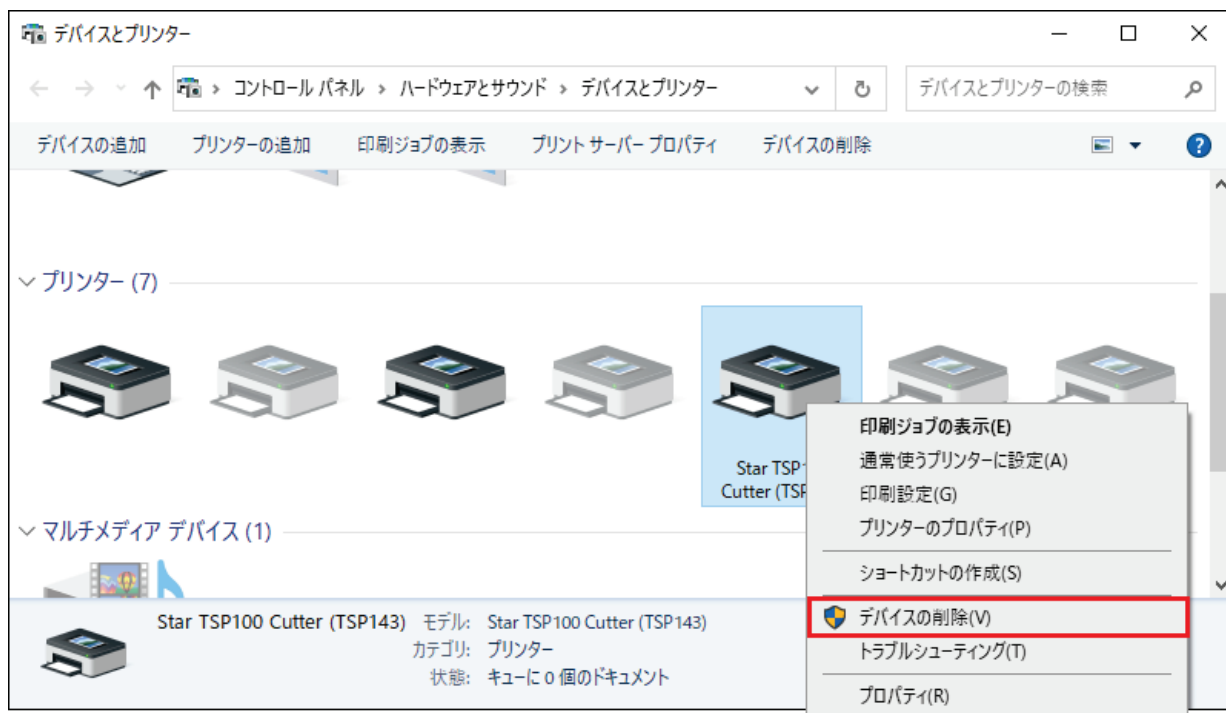 デバイスとプリンター
コントロール パネル › ハードウェアとサウンド › デバイスとプリンター
デバイスとプリンターの検索
デバイスの追加 プリンターの追加 印刷ジョブの表示 プリント サーバー プロパティ デバイスの削除
プリンター (7)
Star TSP
Cutter (TSP
印刷ジョブの表示(E)
通常使うプリンターに設定(A)
印刷設定(G)
プリンターのプロパティ(P)
ショートカットの作成(S)
デバイスの削除(V)
トラブルシューティング(T)
プロパティ(R)
マルチメディア デバイス (1)
Star TSP100 Cutter (TSP143) モデル: Star TSP100 Cutter (TSP143)
カテゴリ: プリンター
状態: キューに 0 個のドキュメント